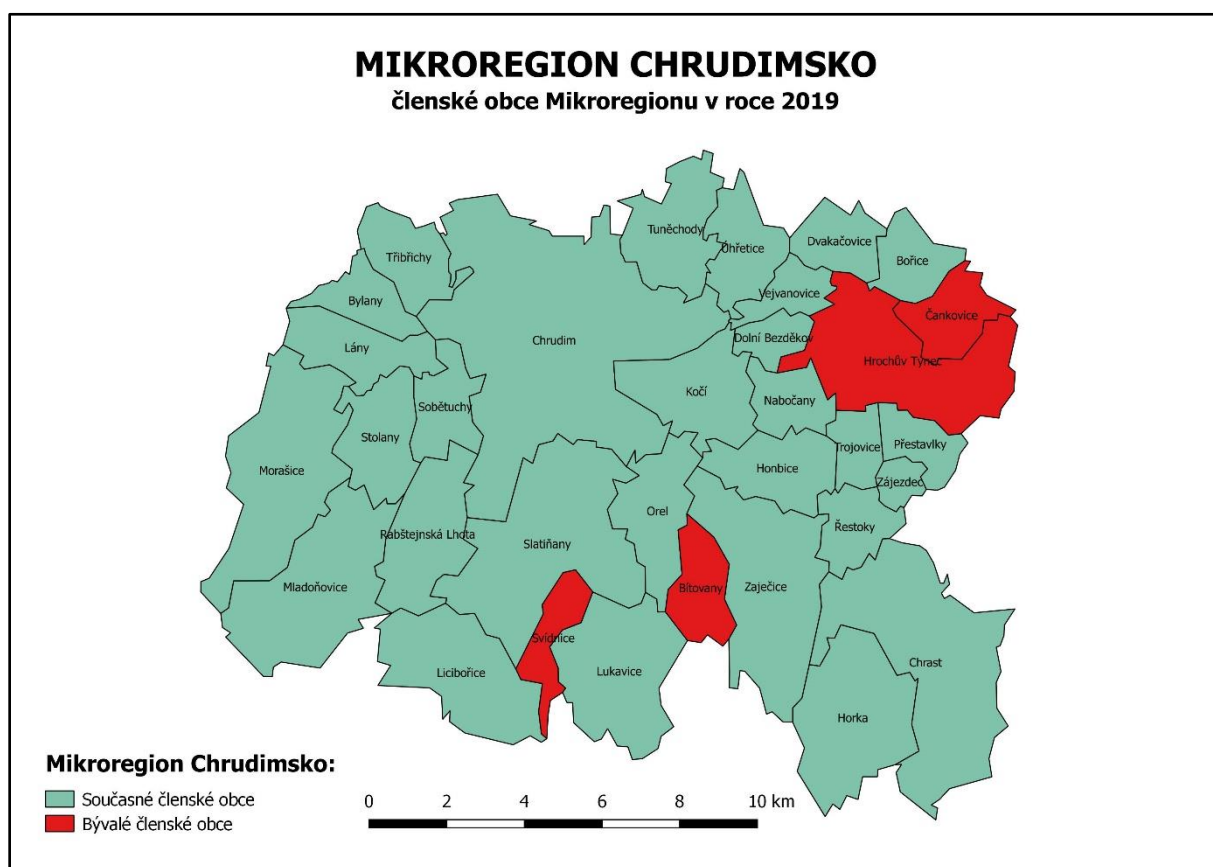 MIKROREGION CHRUDIMSKO
členské obce Mikroregionu v roce 2019
Tuněchody
Úhřetice
Dvakačovice
Bořice
Třibřichy
Bylany
Vejvanovice
Čankovice
Lány
Chrudim
Dolní Bezděkov
Hrochův Týnec
Kočí
Nabočany
Sobětuchy
Stolany
Morašice
Trojovice
Přestavlky
Honbice
Zájezdec
Orel
Řestoky
Rabštejnská Lhota
Slatiňany
Mladoňovice
Bítovany
Zaječice
Svídnice
Licibořice
Lukavice
Chrast
Horka
Mikroregion Chrudimsko:
Současné členské obce
Bývalé členské obce
0 2 4 6 8 10 km